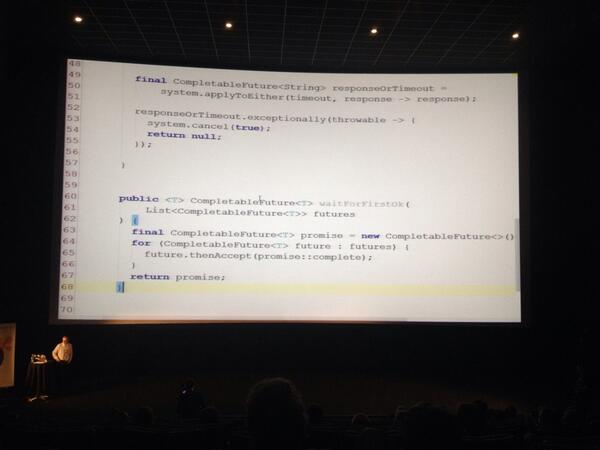 48
49
50 final CompletableFuture<String> responseOrTimeout =
51 system.applyToEither(timeout, response -> response);
52
53 responseOrTimeout.exceptionally(throwable -> {
54 system.cancel(true);
55 return null;
56 });
57
58 }
59
60 public <T> CompletableFuture<T> waitForFirstOk(
61 List<CompletableFuture<T>> futures
62 ) {
63 final CompletableFuture<T> promise = new CompletableFuture<>()
64 for (CompletableFuture<T> future : futures) {
65 future.thenAccept(promise::complete);
66 }
67 return promise;
68 }
69
70